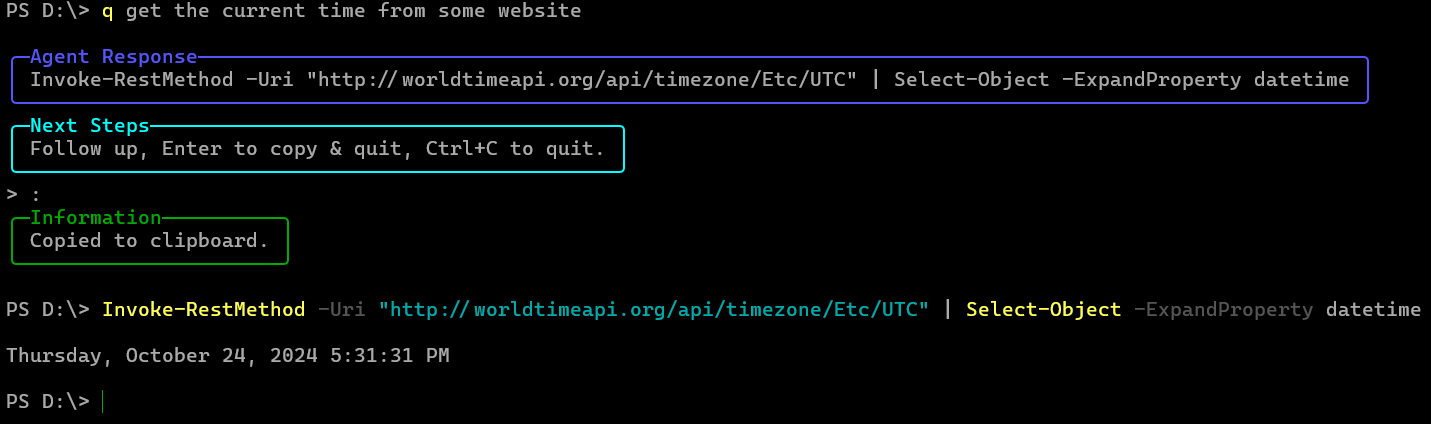 PS D:\> q get the current time from some website
Agent Response
Invoke-RestMethod -Uri "http://worldtimeapi.org/api/timezone/Etc/UTC" | Select-Object -ExpandProperty datetime
Next Steps
Follow up, Enter to copy & quit, Ctrl+C to quit.
> :
Information
Copied to clipboard.
PS D:\> Invoke-RestMethod -Uri "http://worldtimeapi.org/api/timezone/Etc/UTC" | Select-Object -ExpandProperty datetime
Thursday, October 24, 2024 5:31:31 PM
PS D:\>